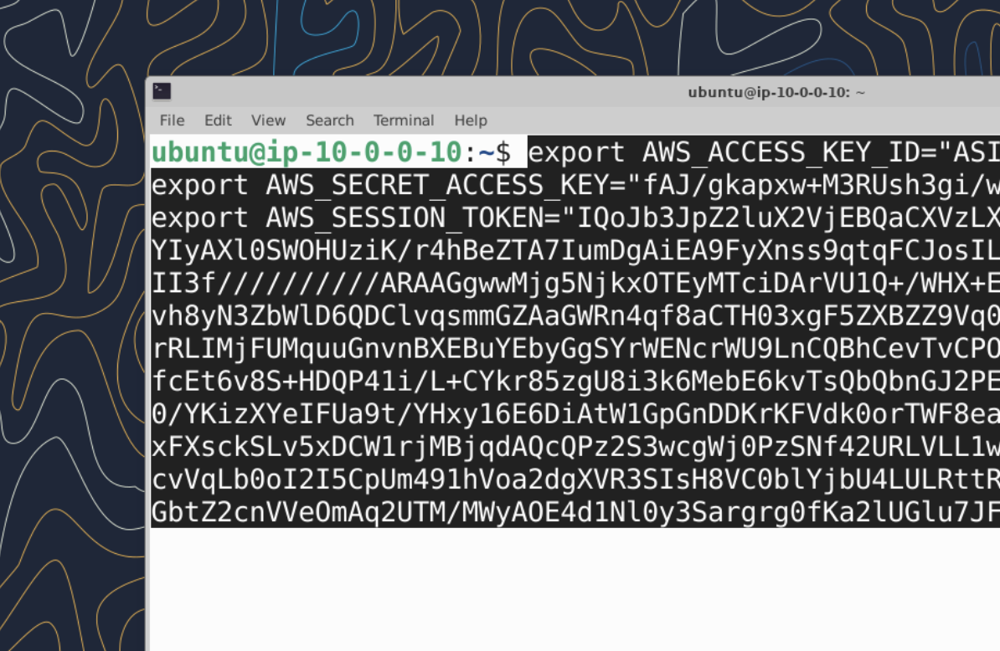 ubuntu@ip-10-0-0-10: ~
File Edit View Search Terminal Help
ubuntu@ip-10-0-0-10:~$ export AWS_ACCESS_KEY_ID="ASI
export AWS_SECRET_ACCESS_KEY="fAJ/gkapxw+M3RUsh3gi/w
export AWS_SESSION_TOKEN="IQoJb3JpZ2luX2VjEBQaCXVzLX
YIyAXl0SWOHUziK/r4hBeZTA7IumDgAiEA9FyXnss9qtqFCJosIL
II3f//////////ARAAGgwwMjg5NjkxOTEyMTciDArVU1Q+/WHX+E
vh8yN3ZbWlD6QDClvqsmmGZAaGWRn4qf8aCTH03xgF5ZXBZZ9Vq0
rRLIMjFUMquuGnvnBXEBuYEbyGgSYrWENcrWU9LnCQBhCevTvCPO
fcEt6v8S+HDQP41i/L+CYkr85zgU8i3k6MebE6kvTsQbQbnGJ2PE
0/YKizXYeIFUa9t/YHxy16E6DiAtW1GpGnDDKrKFVdk0orTWF8ea
xFXsckSLv5xDCW1rjMBjqdAQcQPz2S3wcgWj0PzSNf42URLVLL1w
cvVqLb0oI2I5CpUm491hVoa2dgXVR3SIsH8VC0blYjbU4LULRttR
GbtZ2cnVVeOmAq2UTM/MWyAOE4d1Nl0y3Sargrg0fKa2lUGlu7JF